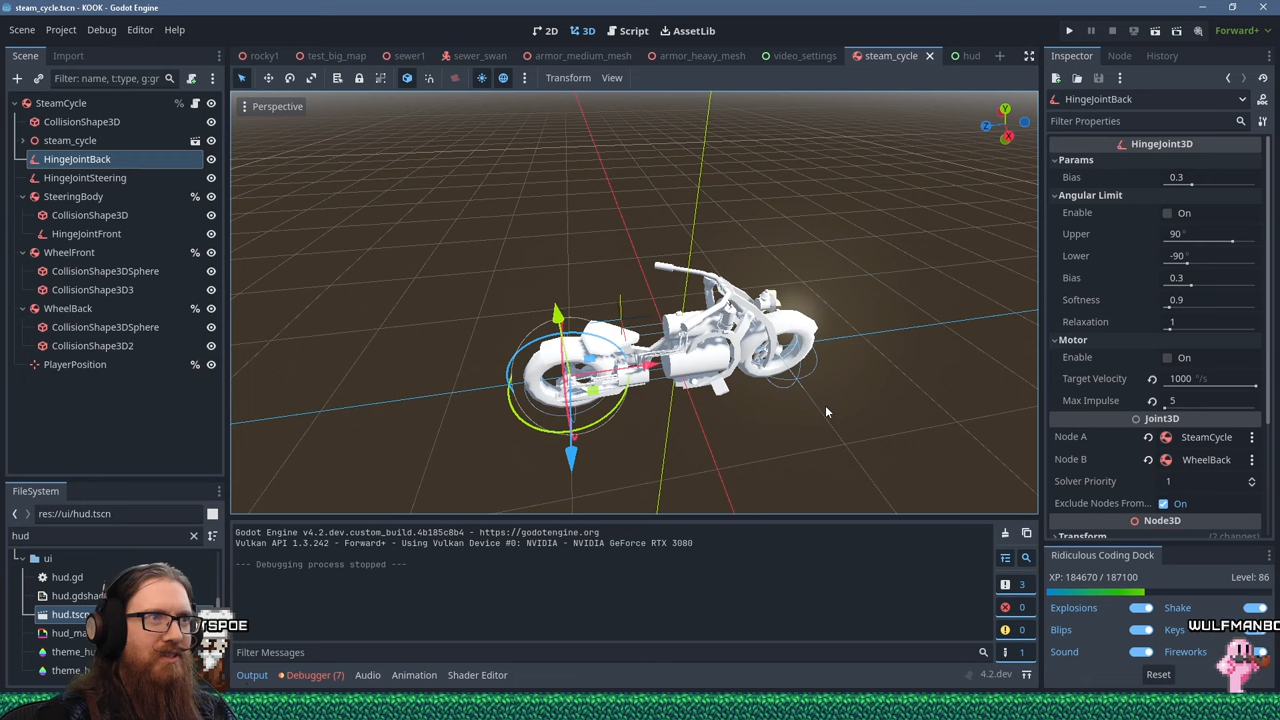 steam_cycle.tscn - KOOK - Godot Engine
Scene Project Debug Editor Help
2D 3D Script AssetLib
Forward+
Scene Import
rocky1 test_big_map sewer1 sewer_swan armor_medium_mesh armor_heavy_mesh video_settings steam_cycle hud
Inspector Node History
Filter: name, t:type, g:gr
Transform View
HingeJointBack
Perspective
Y
Z
X
Filter Properties
SteamCycle
CollisionShape3D
steam_cycle
HingeJointBack
HingeJointSteering
SteeringBody
CollisionShape3D
HingeJointFront
WheelFront
CollisionShape3DSphere
CollisionShape3D3
WheelBack
CollisionShape3DSphere
CollisionShape3D2
PlayerPosition
HingeJoint3D
Params
Bias 0.3
Angular Limit
Enable On
Upper 90 °
Lower -90 °
Bias 0.3
Softness 0.9
Relaxation 1
Motor
Enable On
Target Velocity 1000 °/s
Max Impulse 5
Joint3D
Node A SteamCycle
Node B WheelBack
Solver Priority 1
Exclude Nodes From... On
Node3D
Transform (2 changes)
FileSystem
res://ui/hud.tscn
hud
ui
hud.gd
hud.gdsha
hud.tscn
hud_ma
theme_hu
theme_h
Godot Engine v4.2.dev.custom_build.4b185c8b4 - https://godotengine.org
Vulkan API 1.3.242 - Forward+ - Using Vulkan Device #0: NVIDIA - NVIDIA GeForce RTX 3080
--- Debugging process stopped ---
3
0
0
1
Filter Messages
Output Debugger (7) Audio Animation Shader Editor
4.2.dev
Ridiculous Coding Dock
XP: 184670 / 187100 Level: 86
Explosions Shake
Blips Keys
Sound Fireworks
Reset
TSPOE
WULFMANBO